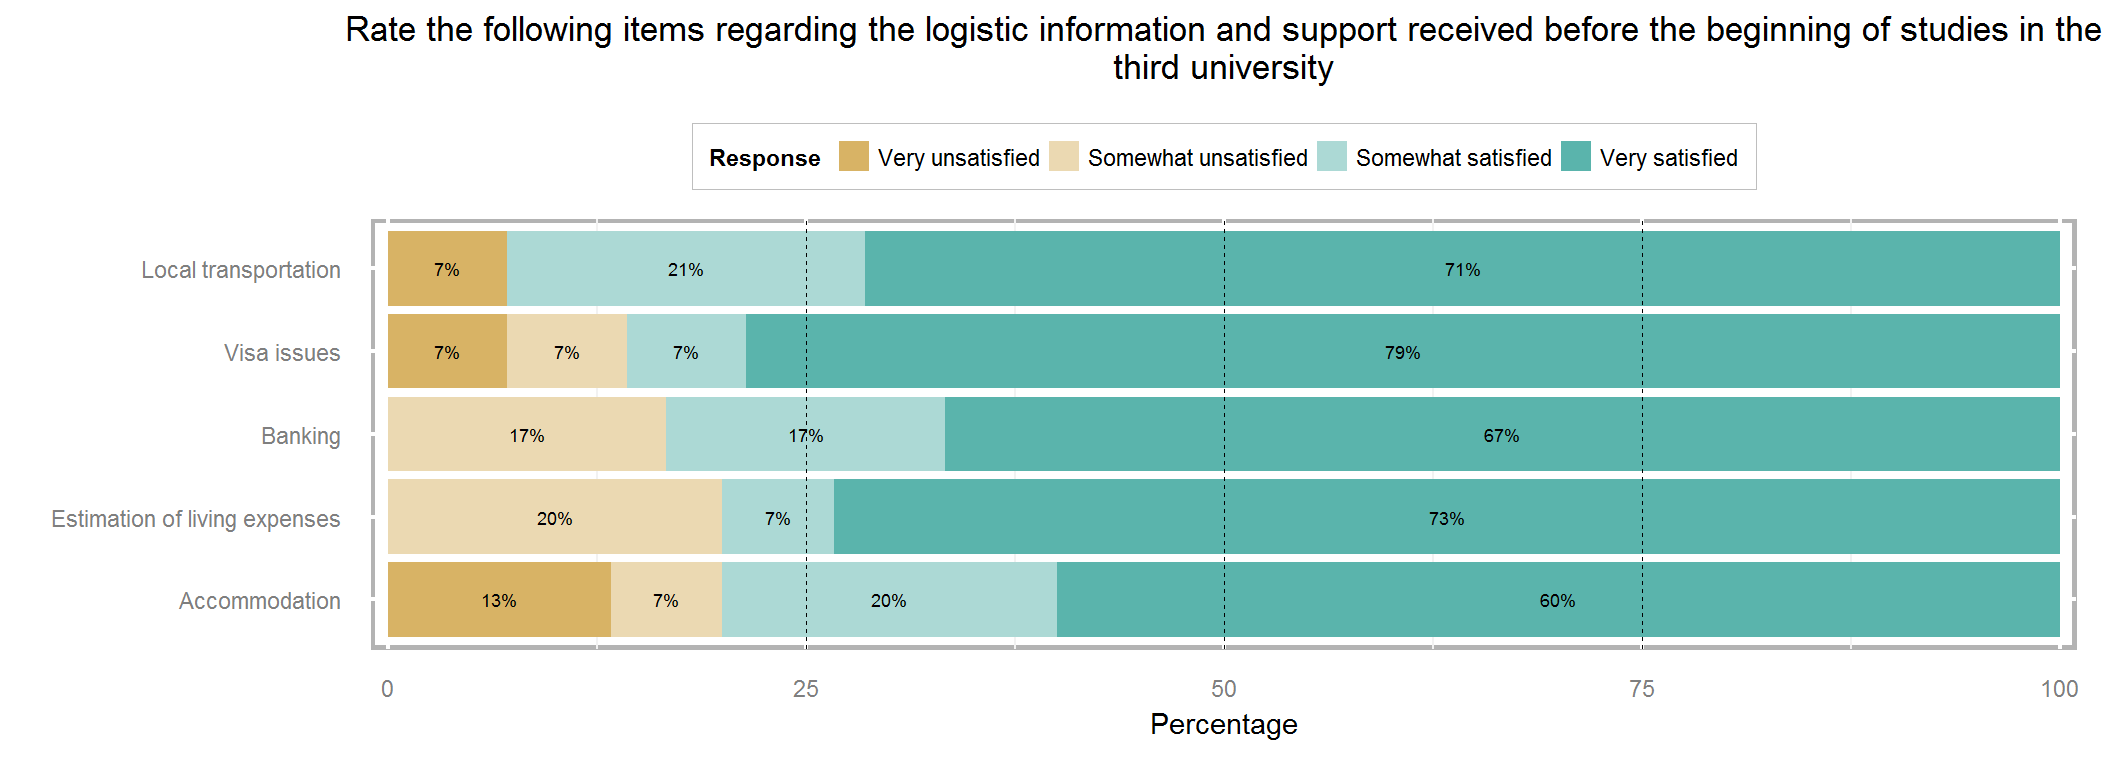 Rate the following items regarding the logistic information and support received before the beginning of studies in the
third university
Response Very unsatisfied Somewhat unsatisfied Somewhat satisfied Very satisfied
Local transportation 7% 21% 71%
Visa issues 7% 7% 7% 79%
Banking 17% 17% 67%
Estimation of living expenses 20% 7% 73%
Accommodation 13% 7% 20% 60%
0 25 50 75 100
Percentage